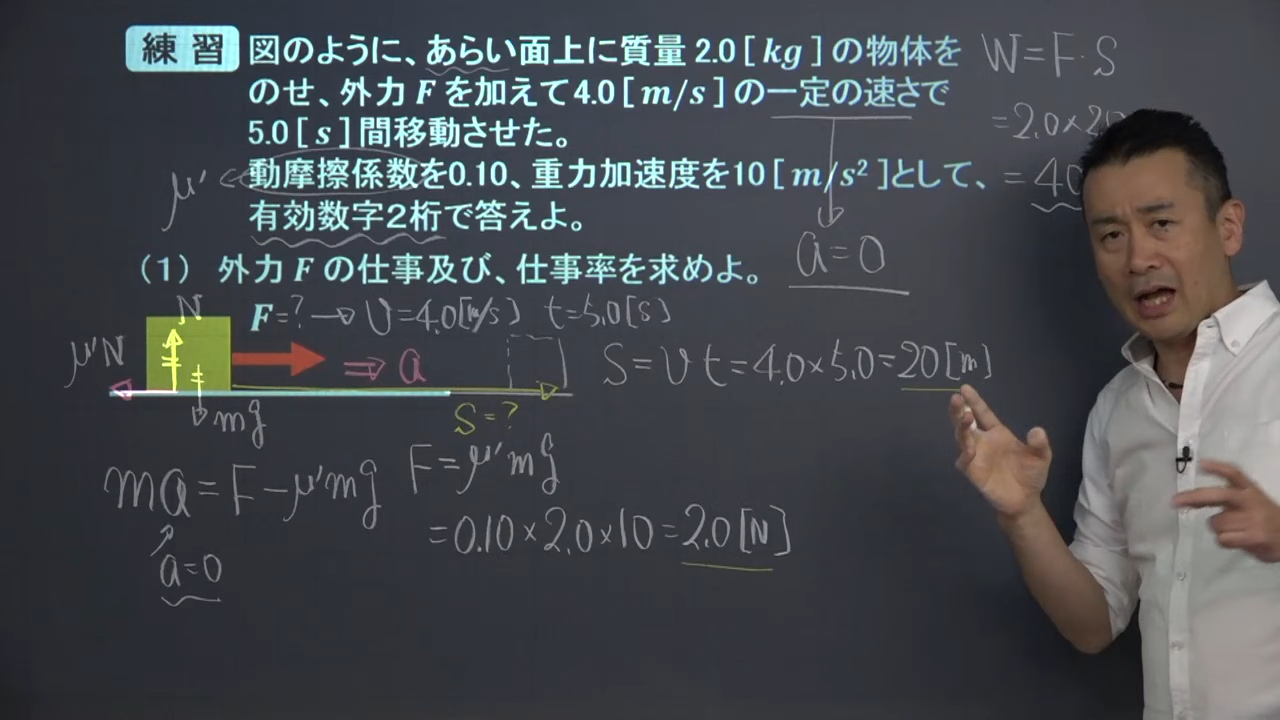 練習 図のように、あらい面上に質量2.0[kg]の物体を
のせ、外力Fを加えて4.0[m/s]の一定の速さで
5.0[s]間移動させた。
動摩擦係数を0.10、重力加速度を10[m/s²]として、
有効数字2桁で答えよ。
μ' ←
(1) 外力Fの仕事及び、仕事率を求めよ。
W=F・S
=2.0×20
=40
a=0
F=? → v=4.0[m/s] t=5.0[s]
N
μ'N
⇒ a
mg
S=?
S=vt=4.0×5.0=20[m]
ma=F-μ'mg
a=0
F=μ'mg
=0.10×2.0×10=2.0[N]